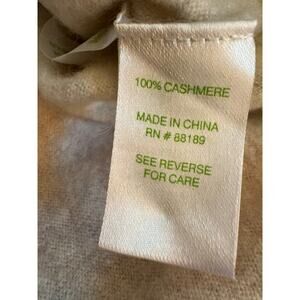 100% CASHMERE
MADE IN CHINA
RN # 88189
SEE REVERSE
FOR CARE